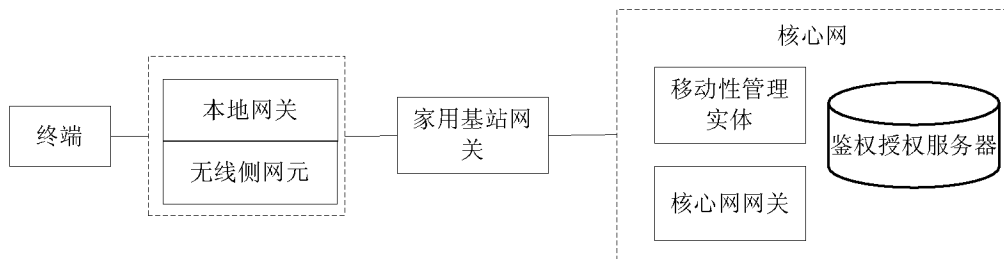 终端
本地网关
无线侧网元
家用基站网
关
核心网
移动性管理
实体
核心网网关
鉴权授权服务器